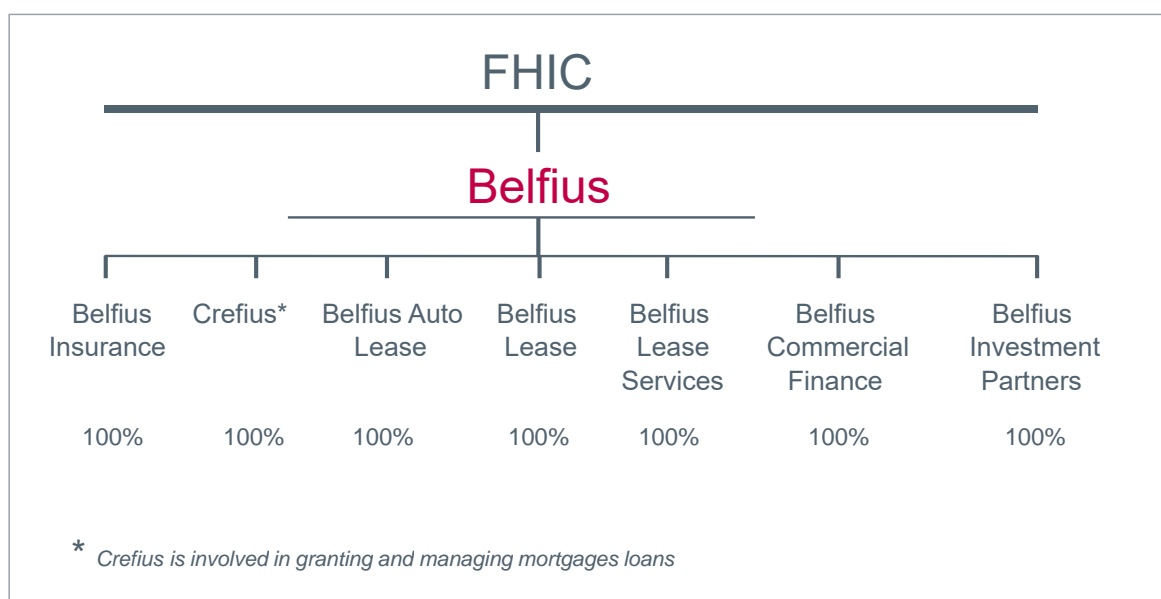 FHIC
Belfius
Belfius
Insurance
Crefius*
Belfius Auto
Lease
Belfius
Lease
Belfius
Lease
Services
Belfius
Commercial
Finance
Belfius
Investment
Partners
100%
100%
100%
100%
100%
100%
100%
* Crefius is involved in granting and managing mortgages loans